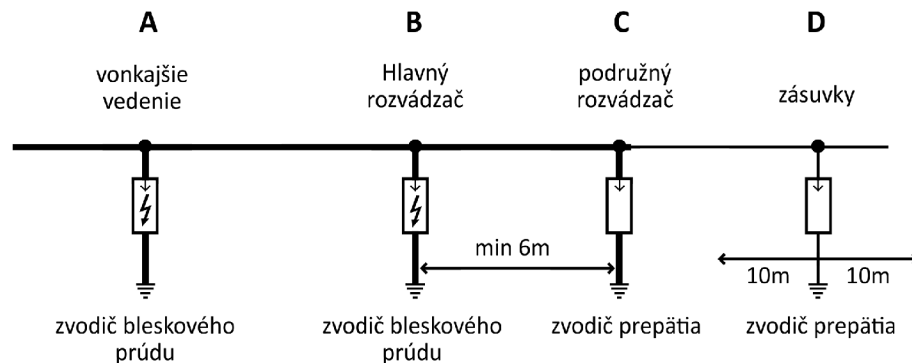 A
B
C
D
vonkajšie
vedenie
Hlavný
rozvádzač
podružný
rozvádzač
zásuvky
min 6m
10m
10m
zvodič bleskového
prúdu
zvodič bleskového
prúdu
zvodič prepätia
zvodič prepätia